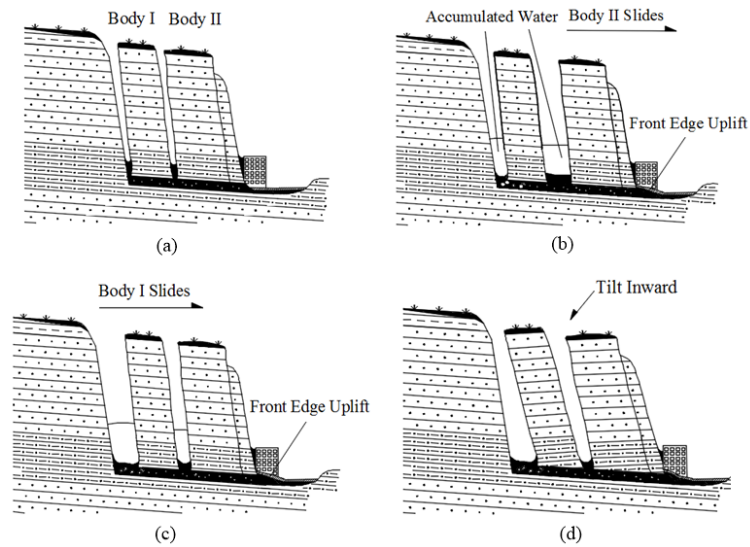 Body I Body II
(a)
Accumulated Water
Body II Slides
Front Edge Uplift
(b)
Body I Slides
Front Edge Uplift
(c)
Tilt Inward
(d)